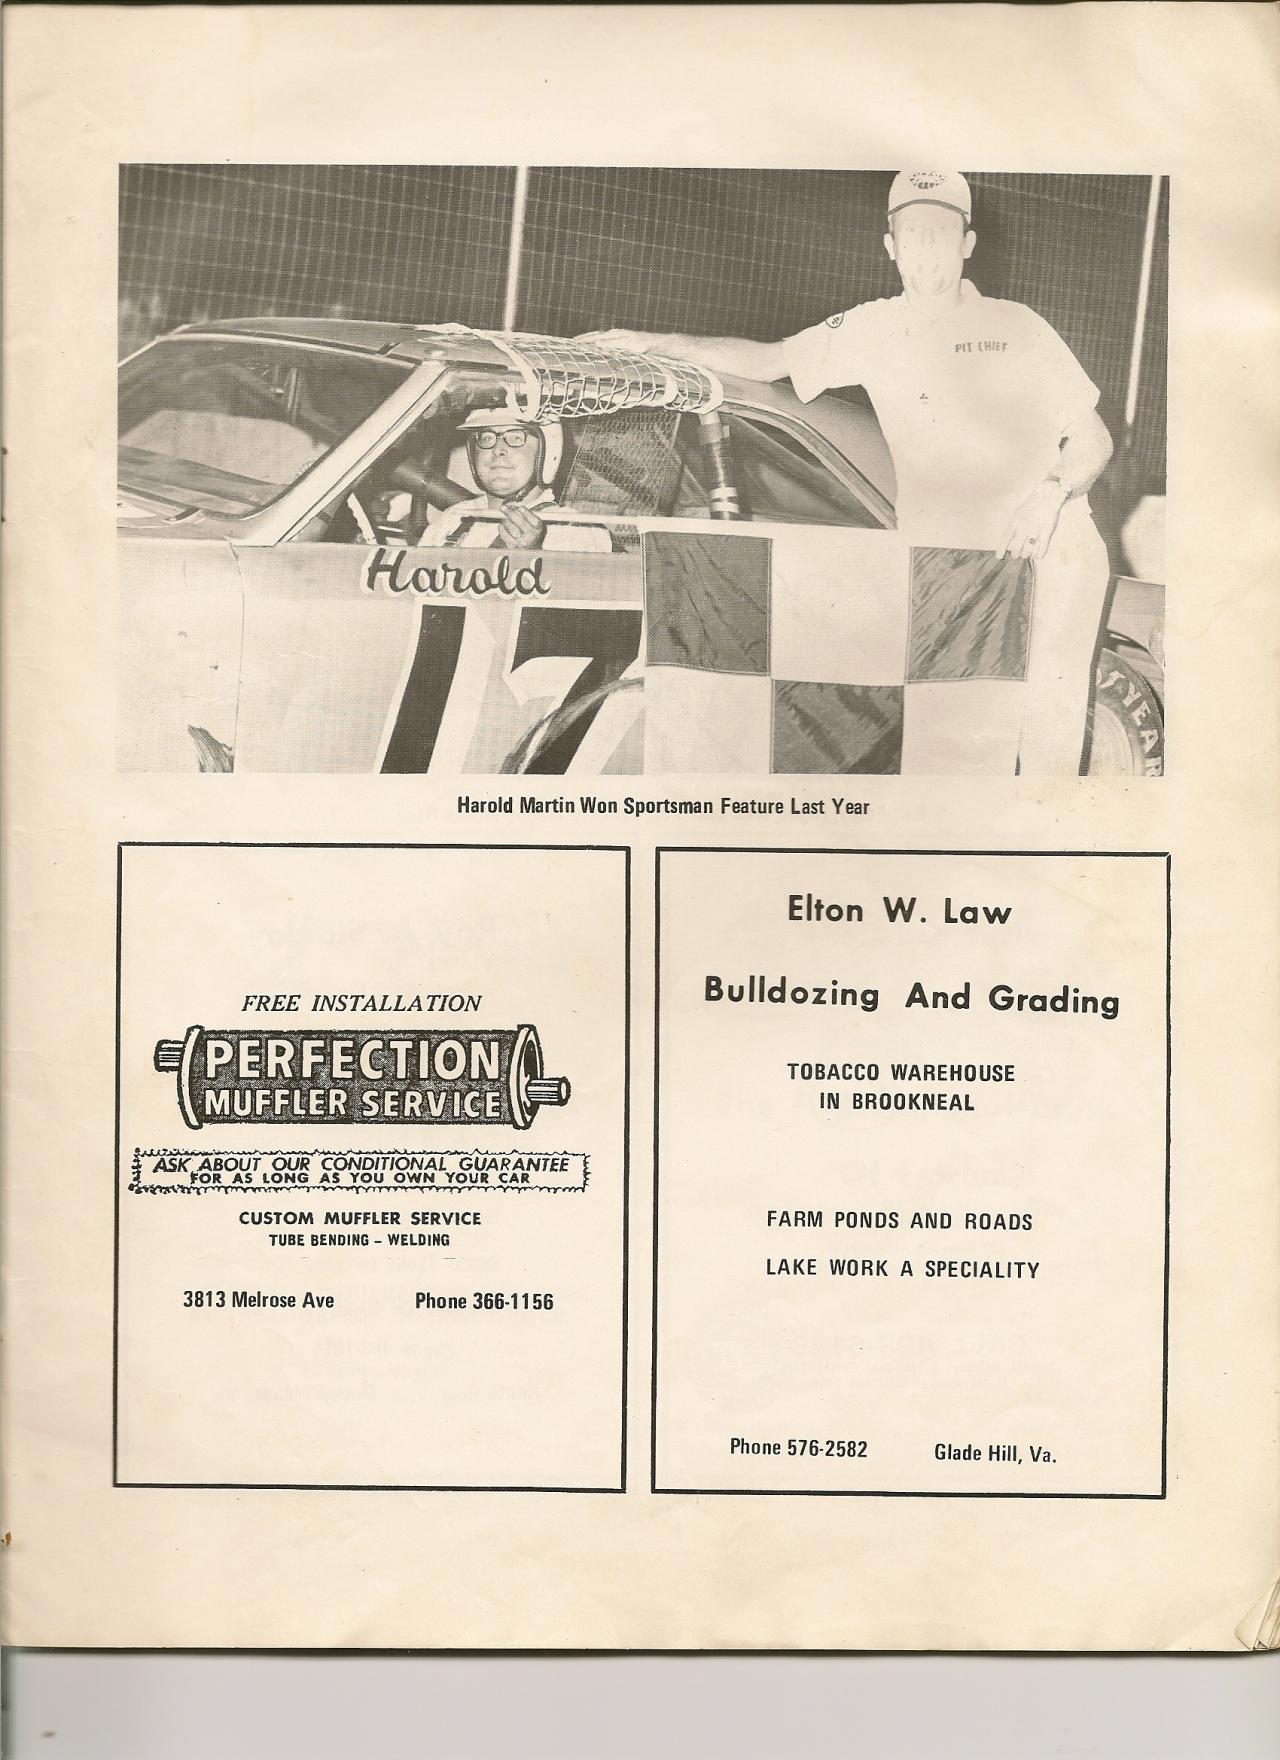 PIT CHIEF
Harold
17
YEAR
Harold Martin Won Sportsman Feature Last Year
FREE INSTALLATION
PERFECTION
MUFFLER SERVICE
ASK ABOUT OUR CONDITIONAL GUARANTEE
FOR AS LONG AS YOU OWN YOUR CAR
CUSTOM MUFFLER SERVICE
TUBE BENDING - WELDING
3813 Melrose Ave Phone 366-1156
Elton W. Law
Bulldozing And Grading
TOBACCO WAREHOUSE
IN BROOKNEAL
FARM PONDS AND ROADS
LAKE WORK A SPECIALITY
Phone 576-2582 Glade Hill, Va.